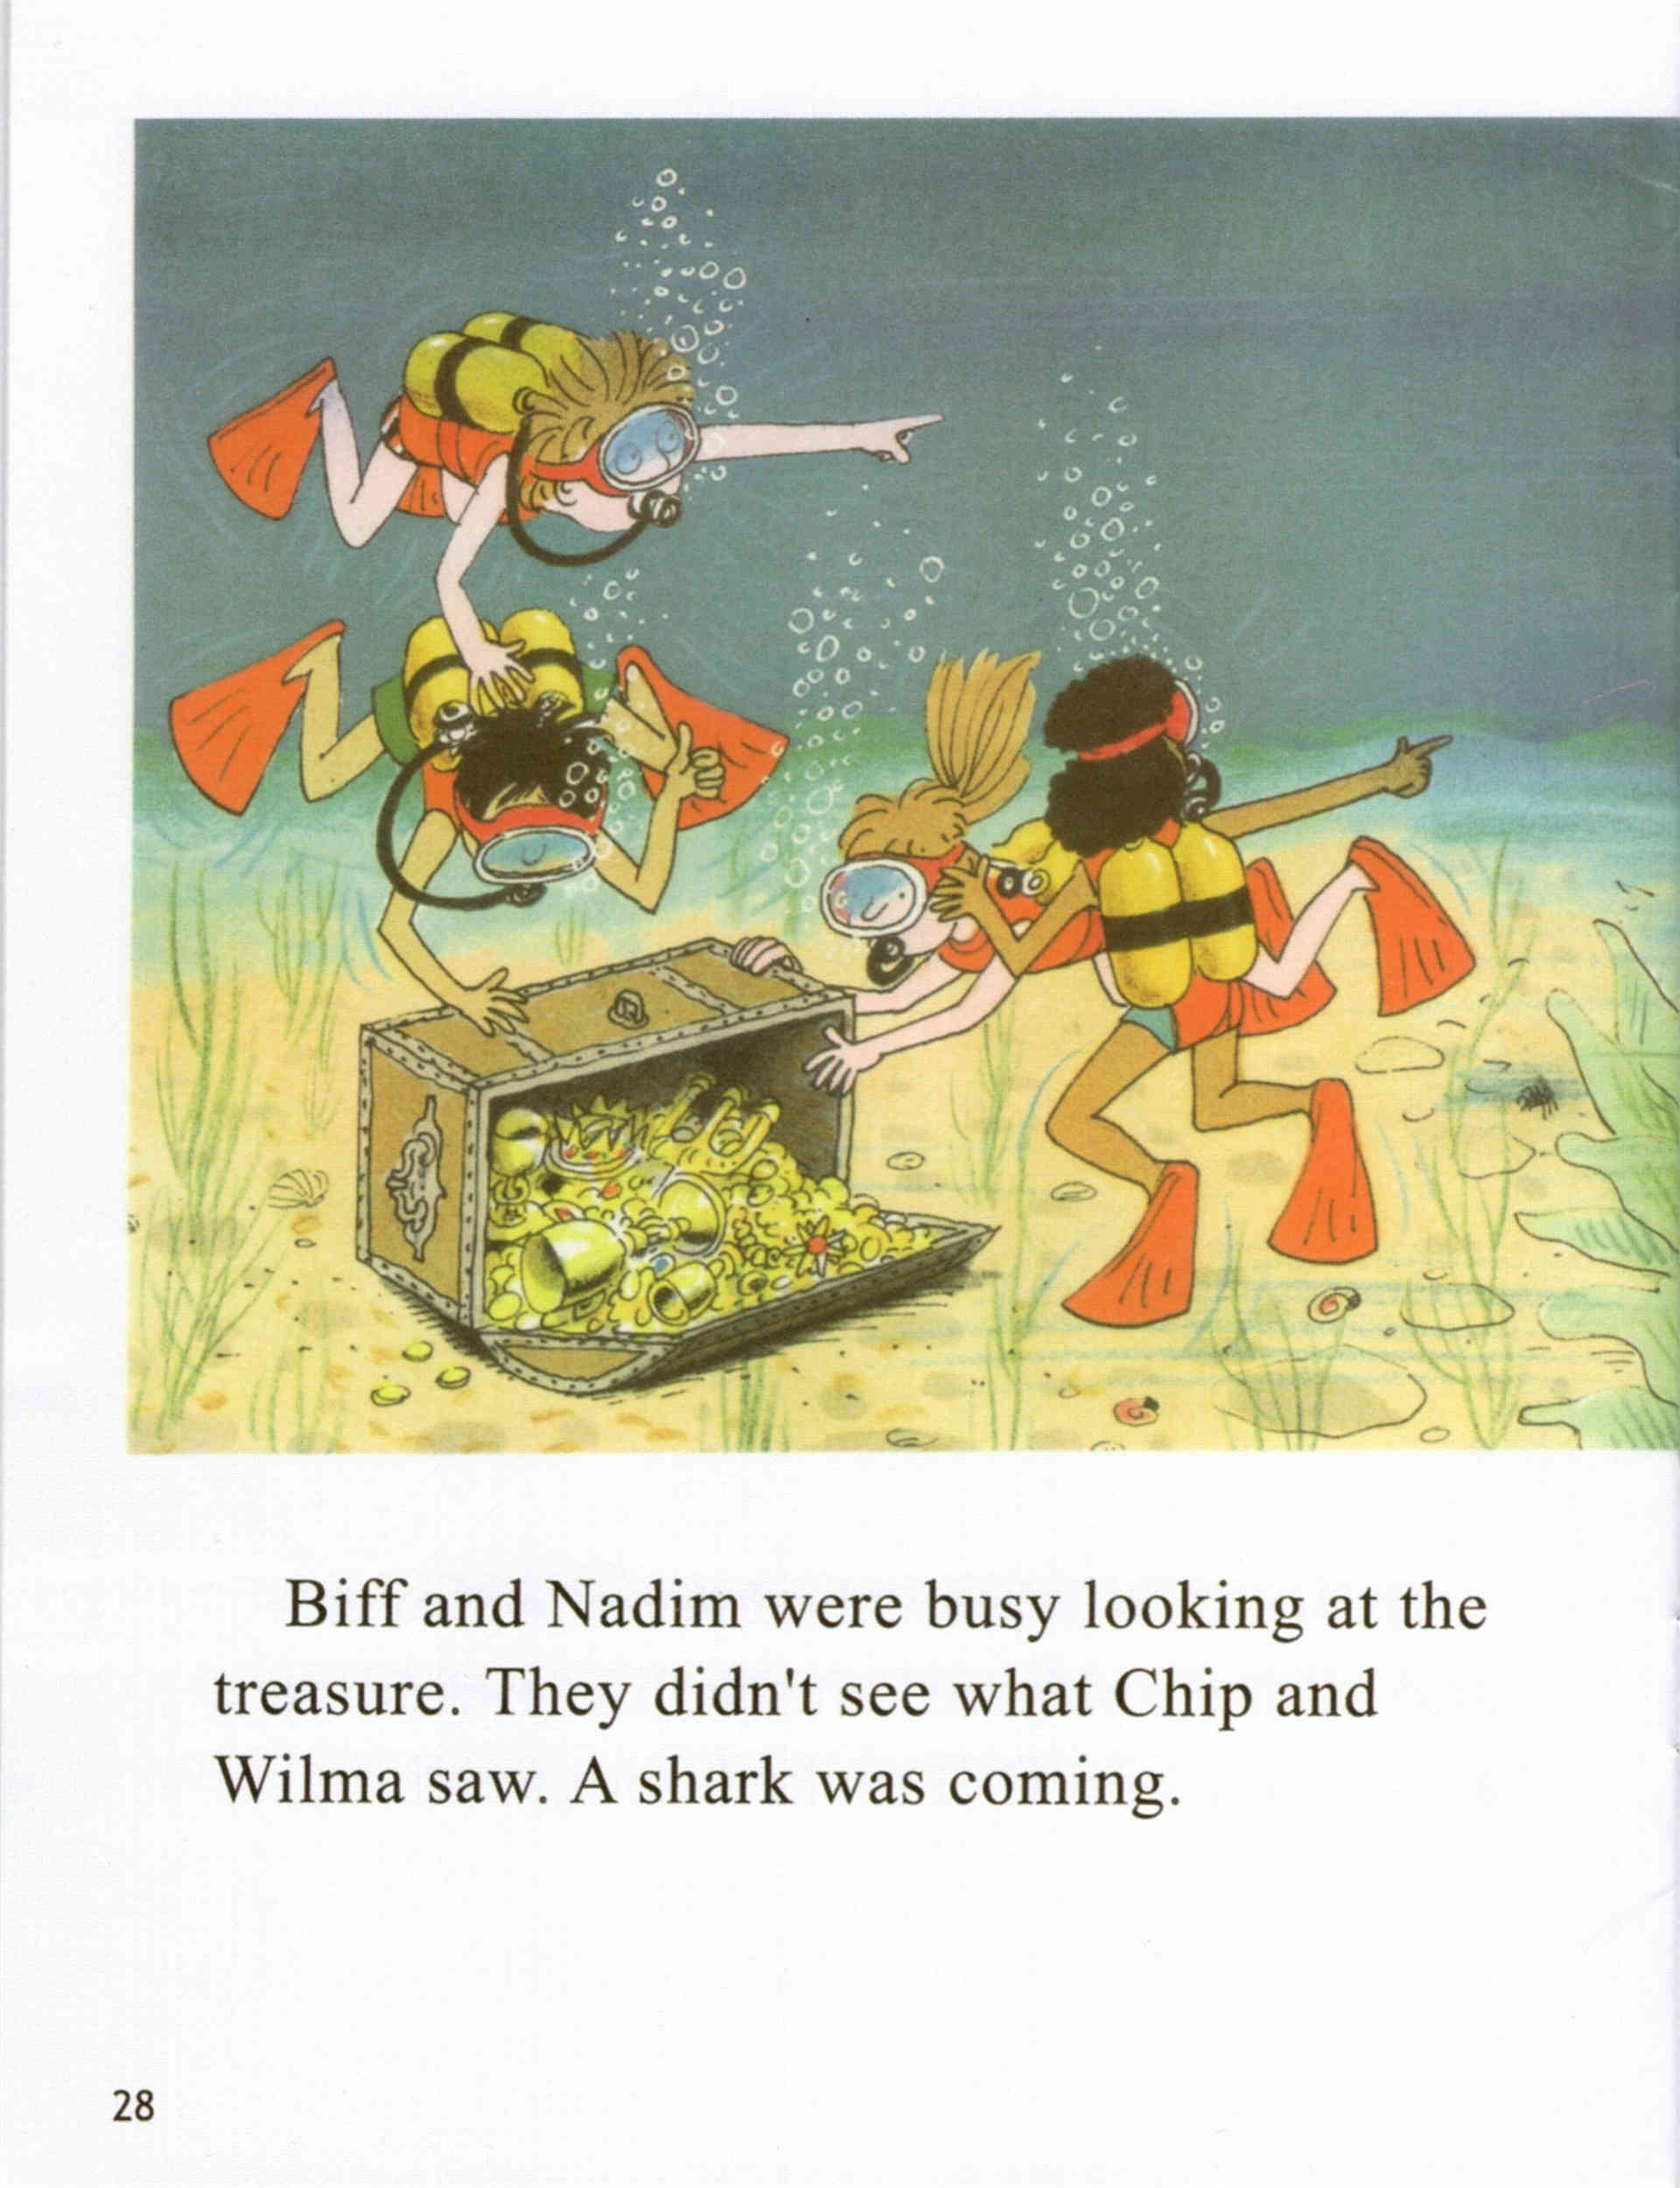 Biff and Nadim were busy looking at the
treasure. They didn't see what Chip and
Wilma saw. A shark was coming.
28